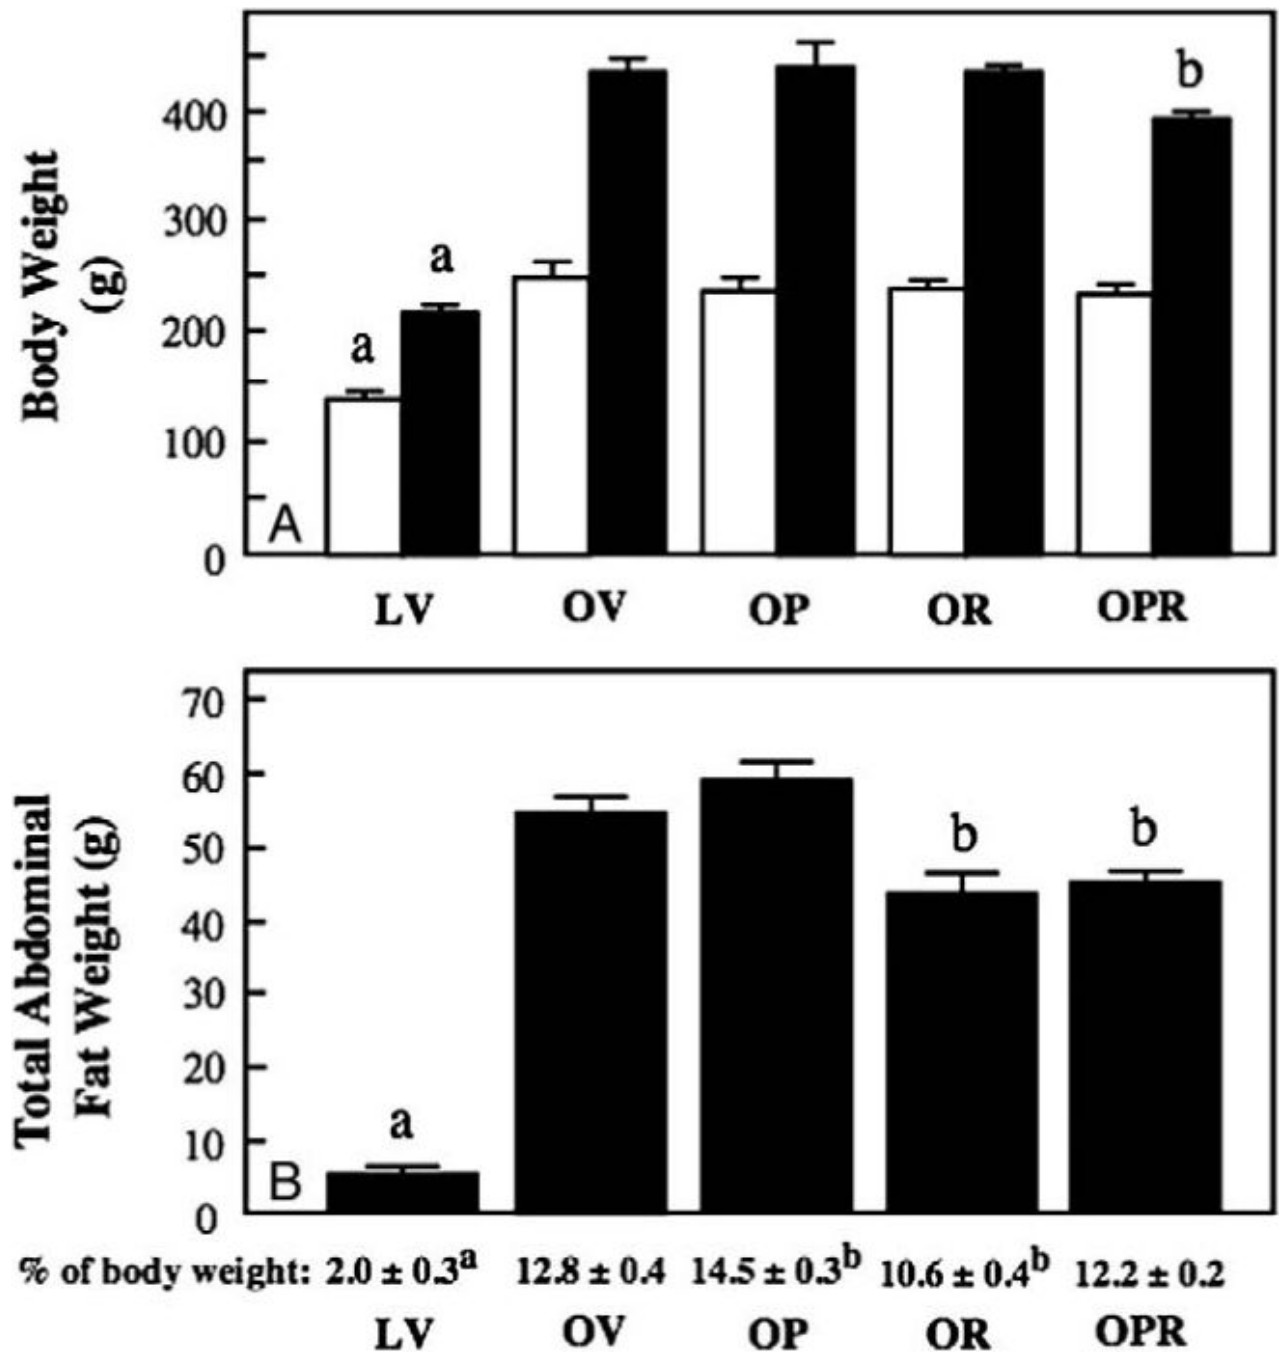 Body Weight
(g)
400
300
200
100
0
a
a
b
A
LV OV OP OR OPR
Total Abdominal
Fat Weight (g)
70
60
50
40
30
20
10
0
a
b
b
B
% of body weight: 2.0 ± 0.3ᵃ 12.8 ± 0.4 14.5 ± 0.3ᵇ 10.6 ± 0.4ᵇ 12.2 ± 0.2
LV OV OP OR OPR